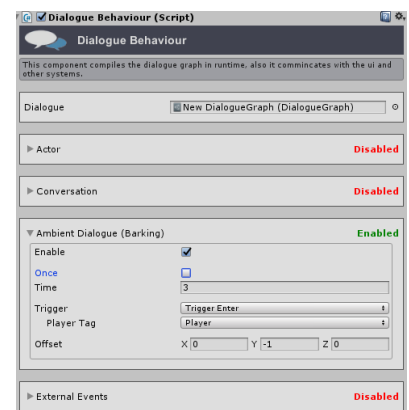 Dialogue Behaviour (Script)
Dialogue Behaviour
This component compiles the dialogue graph in runtime, also it commincates with the ui and
other systems.
Dialogue New DialogueGraph (DialogueGraph)
Actor Disabled
Conversation Disabled
Ambient Dialogue (Barking) Enabled
Enable
Once
Time 3
Trigger Trigger Enter
Player Tag Player
Offset X 0 Y -1 Z 0
External Events Disabled